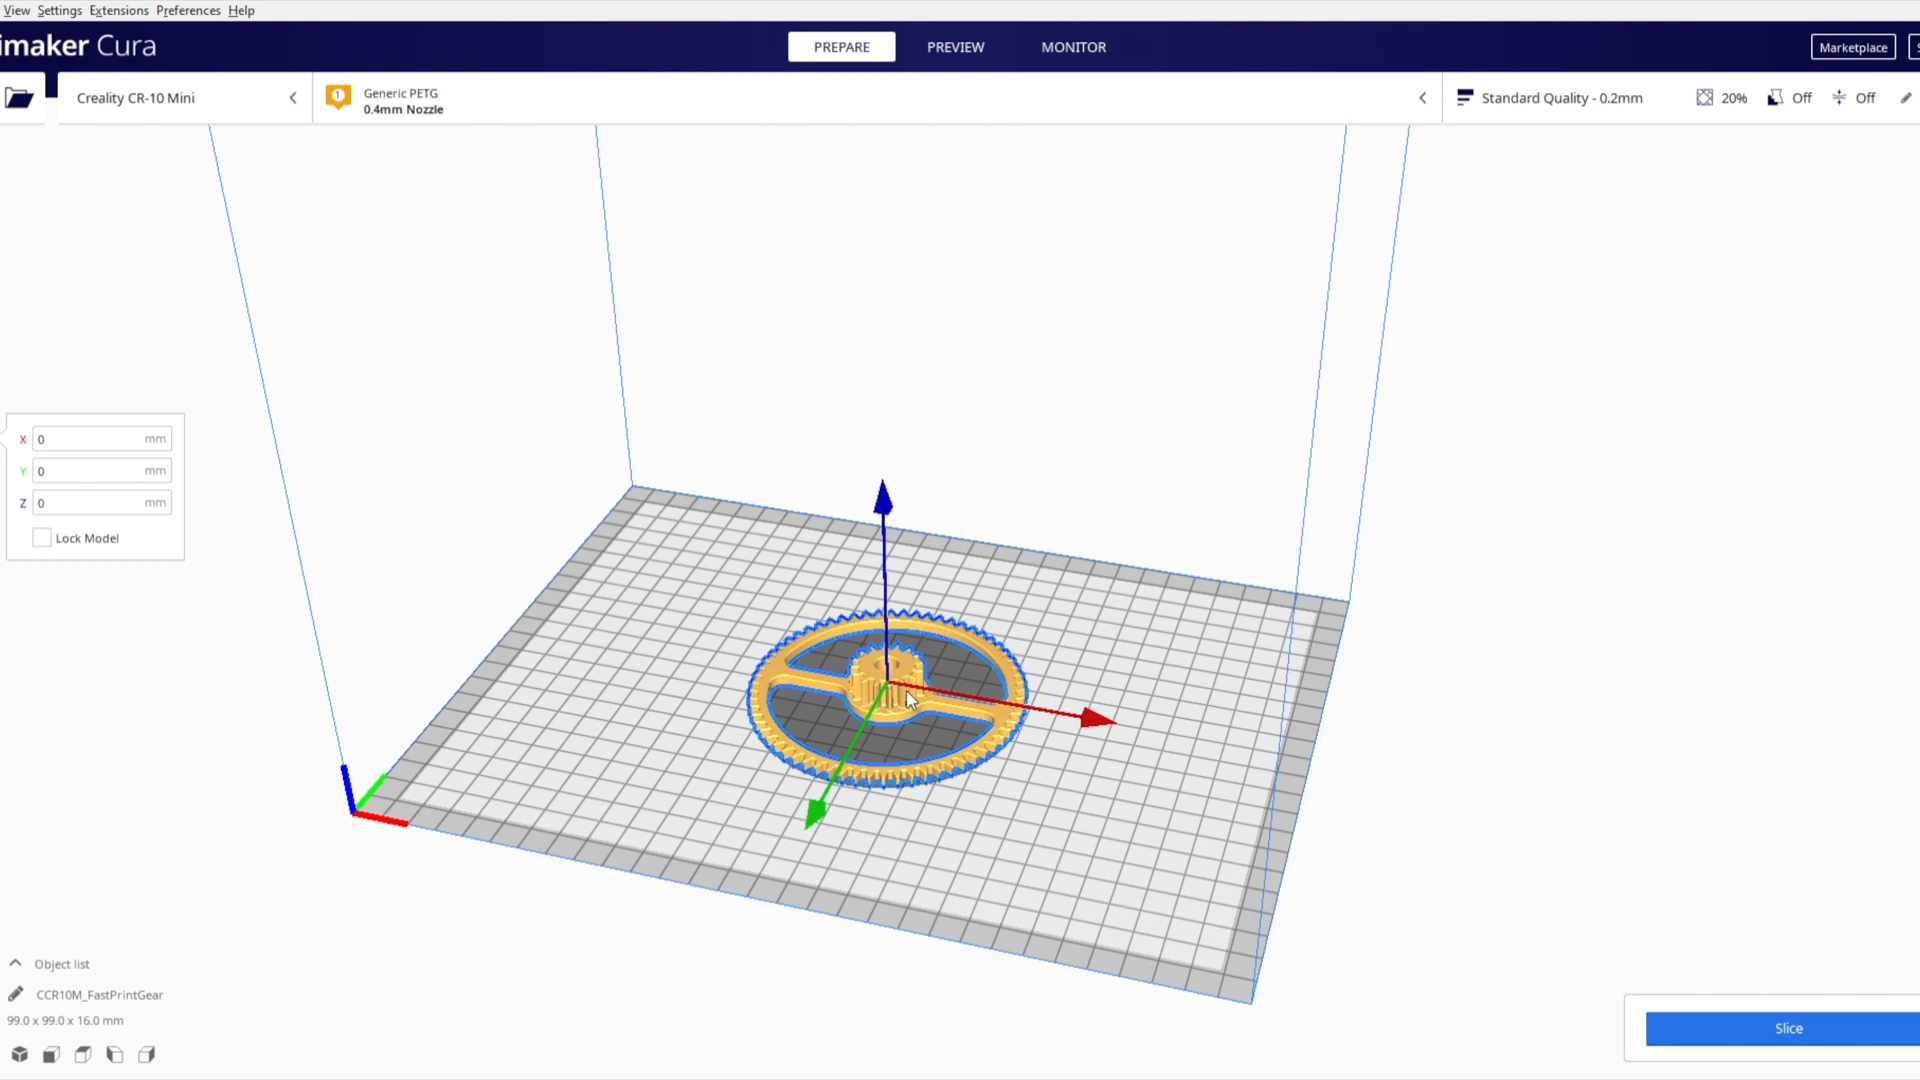 View Settings Extensions Preferences Help
imaker Cura
PREPARE PREVIEW MONITOR
Marketplace S
Creality CR-10 Mini
1
Generic PETG
0.4mm Nozzle
Standard Quality - 0.2mm
20% Off Off
X 0 mm
Y 0 mm
Z 0 mm
Lock Model
Object list
CCR10M_FastPrintGear
99.0 x 99.0 x 16.0 mm
Slice